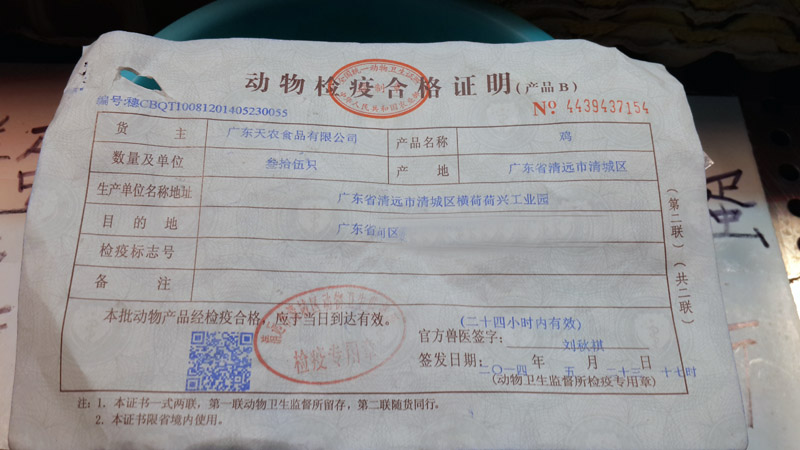 动物检疫合格证明(产品B)
编号:穗CBQT10081201405230055
No 4439437154
货 主 广东天农食品有限公司 产品名称 鸡
数量及单位 叁拾伍只 产 地 广东省清远市清城区
生产单位名称地址 广东省清远市清城区横荷荷兴工业园
目 的 地 广东省
检疫标志号
备 注
本批动物产品经检疫合格,应于当日到达有效。
(二十四小时内有效)
官方兽医签字: 刘秋棋
签发日期: 二〇一四 年 五 月 二十三 日 十七时
(动物卫生监督所检疫专用章)
检疫专用章
(第二联)(共二联)
注:1. 本证书一式两联,第一联动物卫生监督所留存,第二联随货同行。
2. 本证书限省境内使用。